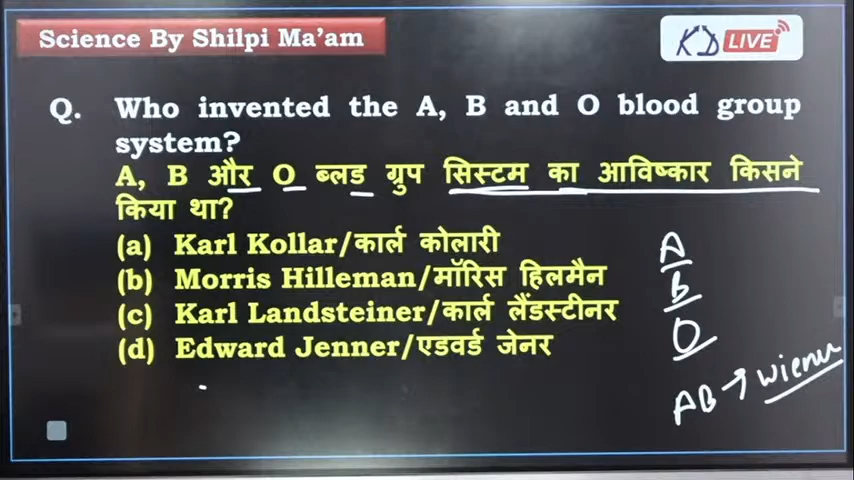 Science By Shilpi Ma'am
KD LIVE
Q. Who invented the A, B and O blood group
system?
A, B और O ब्लड ग्रुप सिस्टम का आविष्कार किसने
किया था?
(a) Karl Kollar/कार्ल कोलारी
(b) Morris Hilleman/मॉरिस हिलमैन
(c) Karl Landsteiner/कार्ल लैंडस्टीनर
(d) Edward Jenner/एडवर्ड जेनर
A
B
O
AB → Wiener